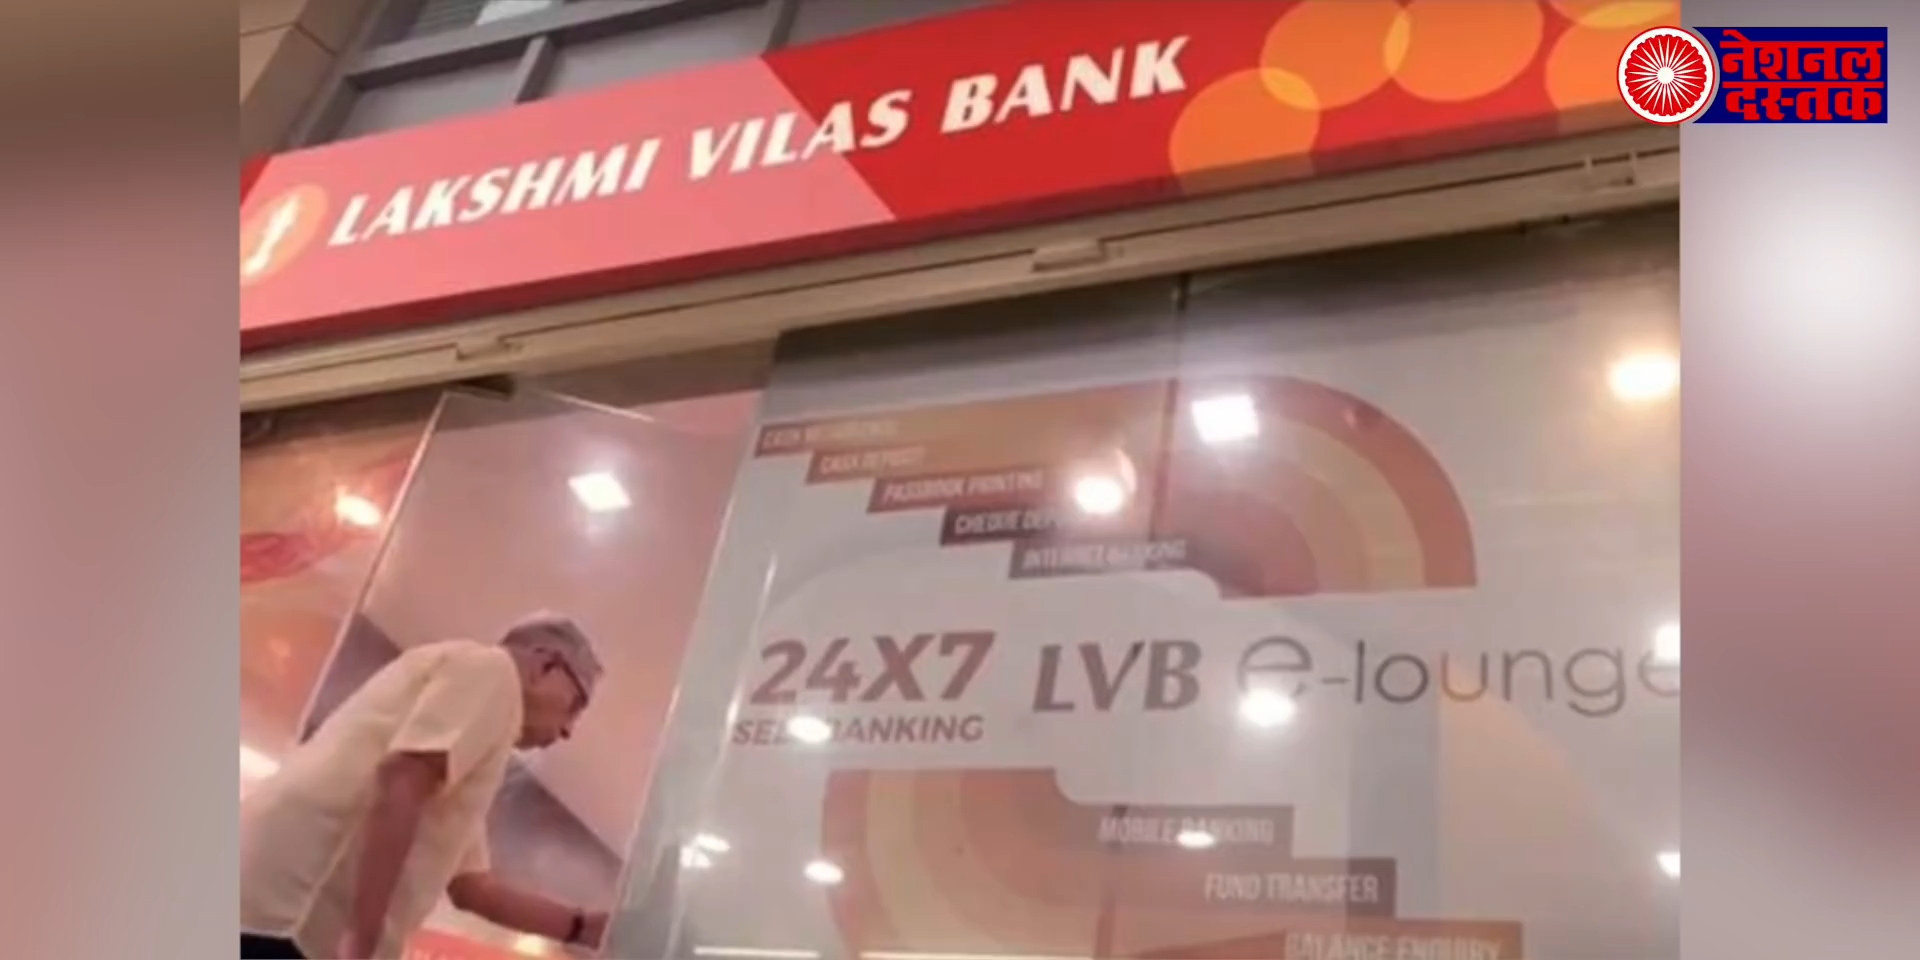 नेशनल
दस्तक
LAKSHMI VILAS BANK
CASH DEPOSIT
PASSBOOK PRINTING
CHEQUE
INTERNET BANKING
24X7 LVB e-lounge
BANKING
MOBILE BANKING
FUND TRANSFER
BALANCE ENQUIRY